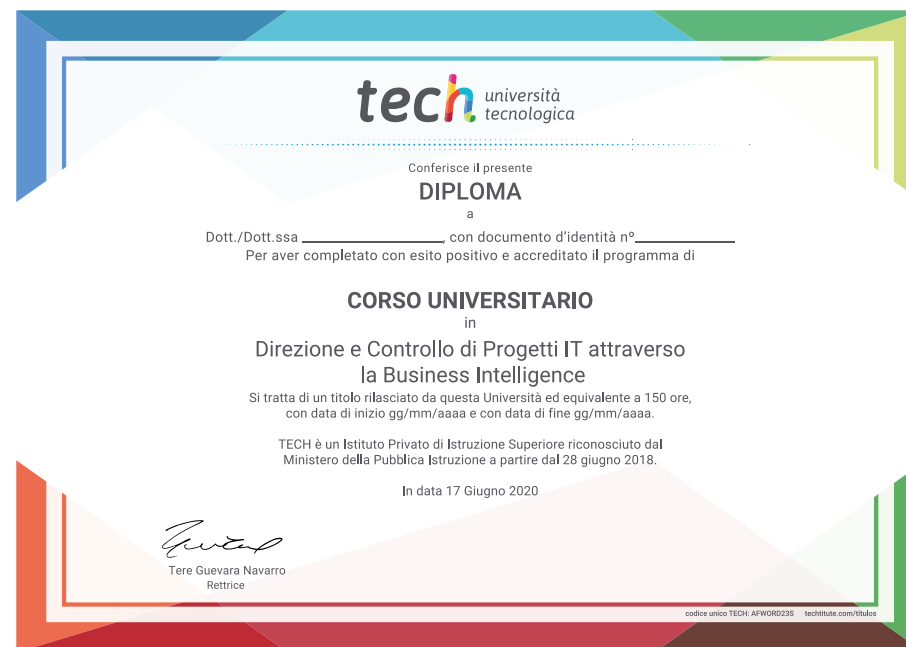 tech università
tecnologica
Conferisce il presente
DIPLOMA
a
Dott./Dott.ssa ____________________, con documento d'identità nº______________
Per aver completato con esito positivo e accreditato il programma di
CORSO UNIVERSITARIO
in
Direzione e Controllo di Progetti IT attraverso
la Business Intelligence
Si tratta di un titolo rilasciato da questa Università ed equivalente a 150 ore,
con data di inizio gg/mm/aaaa e con data di fine gg/mm/aaaa.
TECH è un Istituto Privato di Istruzione Superiore riconosciuto dal
Ministero della Pubblica Istruzione a partire dal 28 giugno 2018.
In data 17 Giugno 2020
Tere Guevara Navarro
Rettrice
codice unico TECH: AFWORD23S techtitute.com/titulos